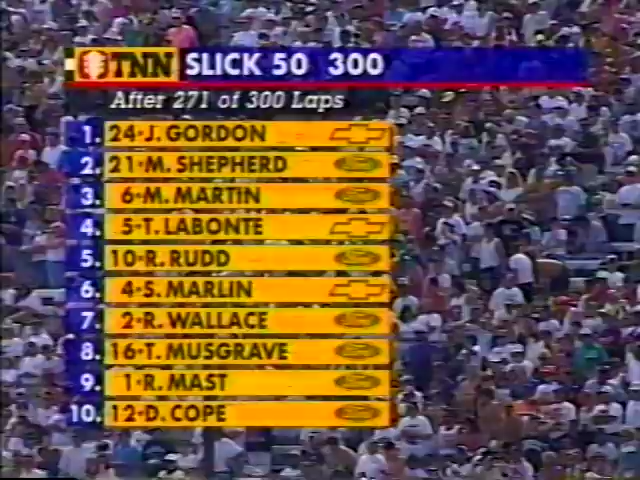 TNN SLICK 50 300
After 271 of 300 Laps
1. 24-J. GORDON
2. 21-M. SHEPHERD
3. 6-M. MARTIN
4. 5-T. LABONTE
5. 10-R. RUDD
6. 4-S. MARLIN
7. 2-R. WALLACE
8. 16-T. MUSGRAVE
9. 1-R. MAST
10. 12-D. COPE